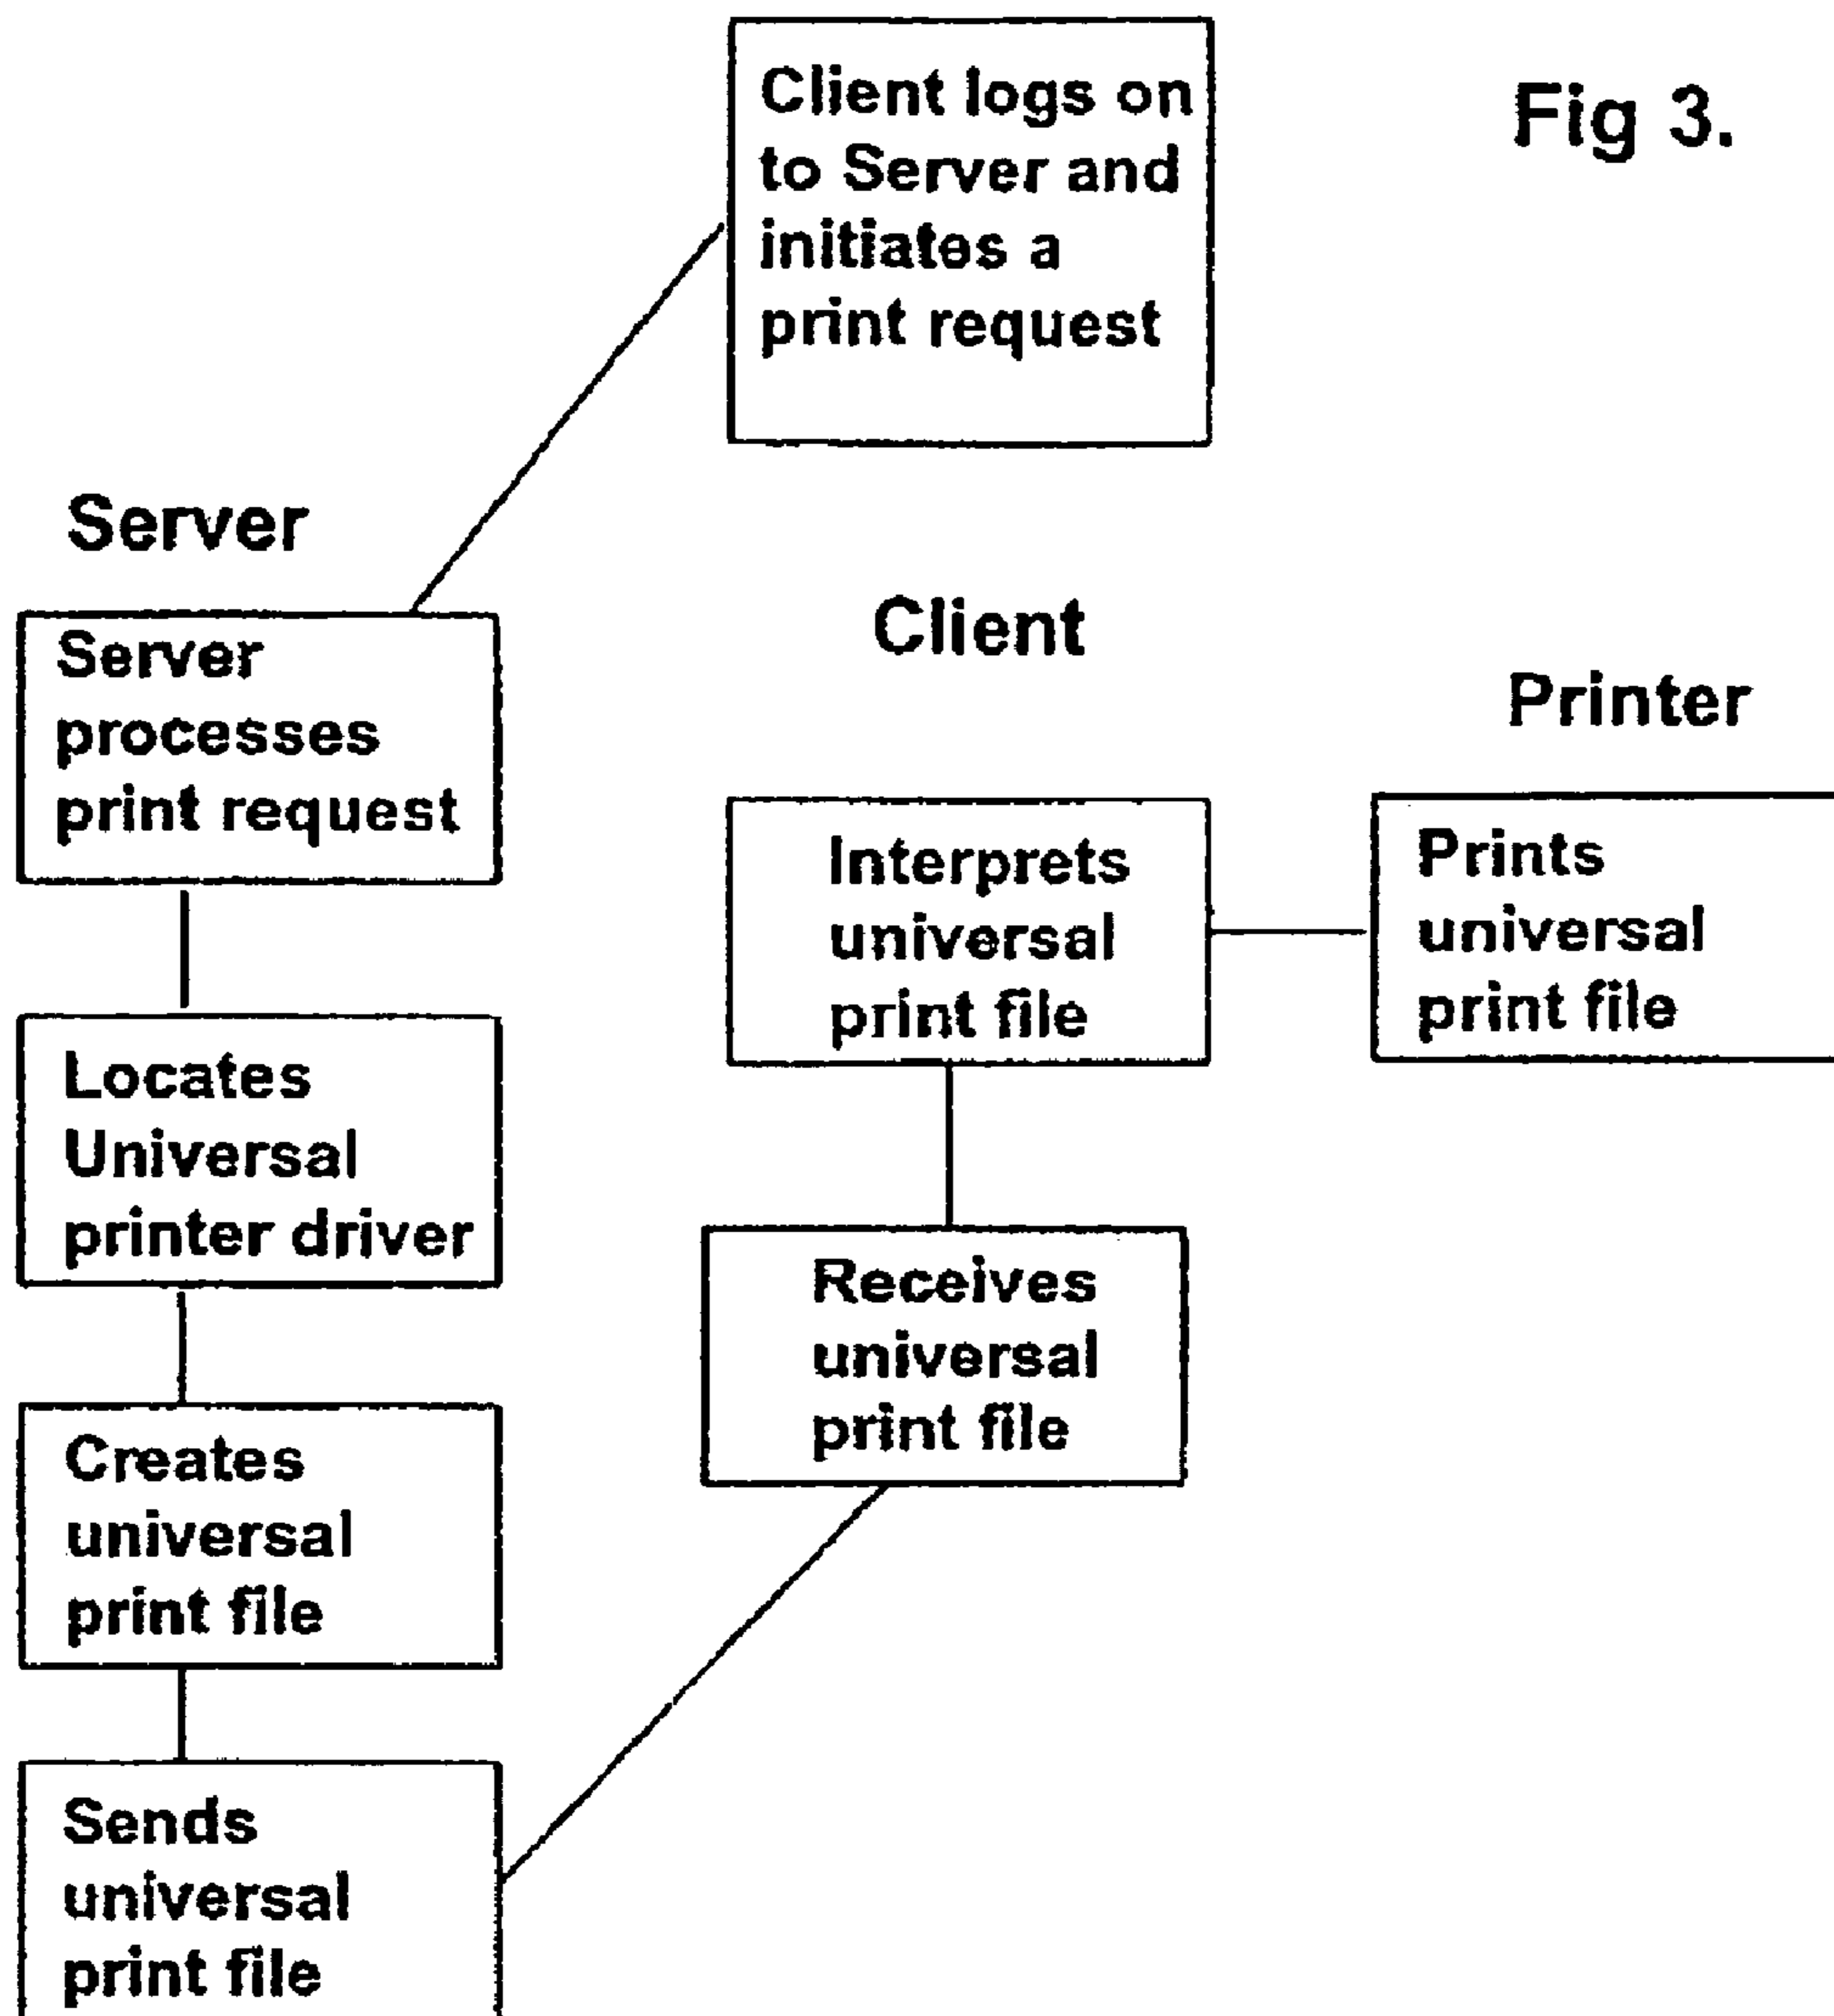 Client logs on
to Server and
initiates a
print request
Fig 3.
Server
Server
processes
print request
Locates
Universal
printer driver
Creates
universal
print file
Sends
universal
print file
Client
Interprets
universal
print file
Receives
universal
print file
Printer
Prints
universal
print file